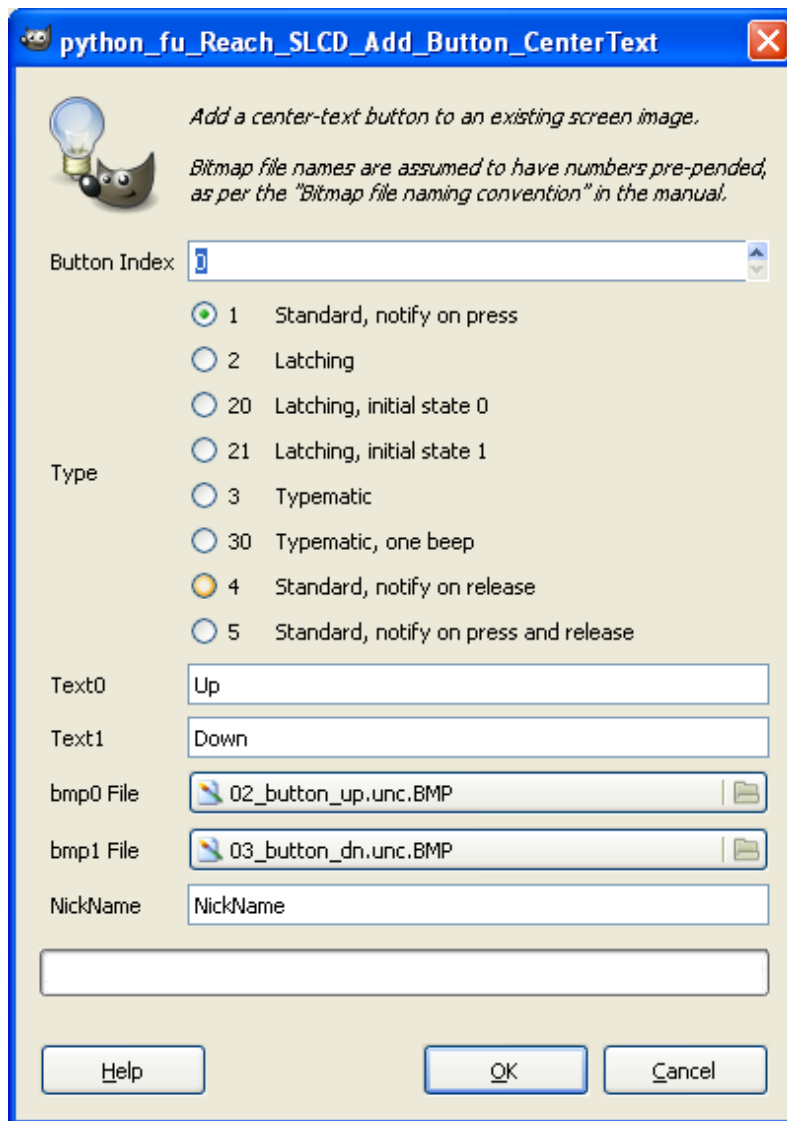 python_fu_Reach_SLCD_Add_Button_CenterText
Add a center-text button to an existing screen image.
Bitmap file names are assumed to have numbers pre-pended,
as per the "Bitmap file naming convention" in the manual.
Button Index 0
Type
1 Standard, notify on press
2 Latching
20 Latching, initial state 0
21 Latching, initial state 1
3 Typematic
30 Typematic, one beep
4 Standard, notify on release
5 Standard, notify on press and release
Text0 Up
Text1 Down
bmp0 File 02_button_up.unc.BMP
bmp1 File 03_button_dn.unc.BMP
NickName NickName
Help OK Cancel